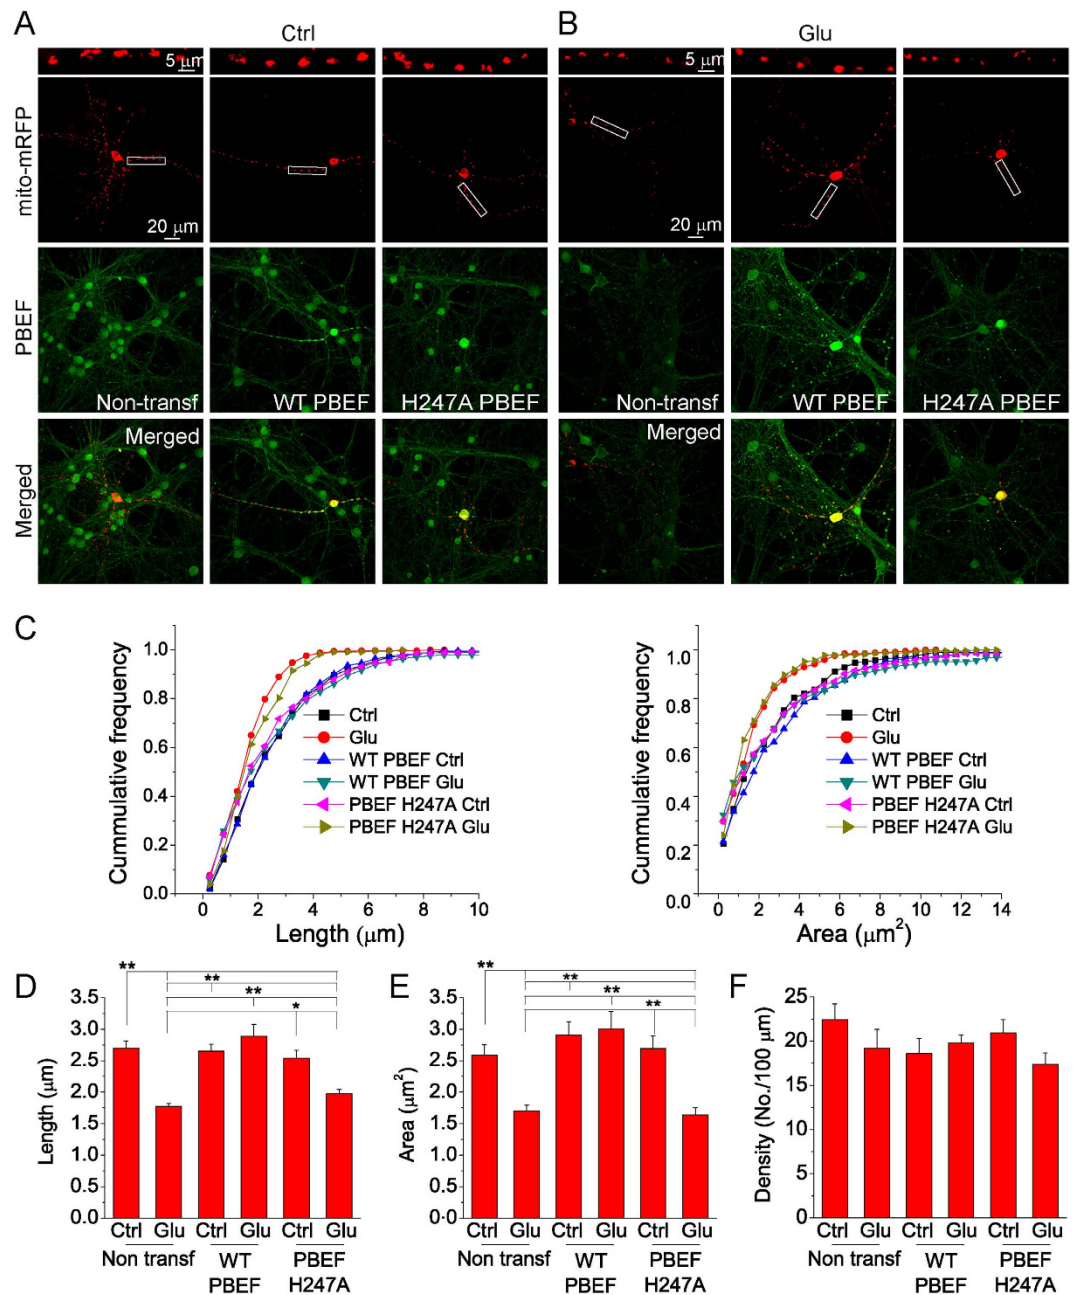 A
Ctrl
B
Glu
5 μm
5 μm
mito-mRFP
20 μm
20 μm
PBEF
Non-transf
WT PBEF
H247A PBEF
Non-transf
WT PBEF
H247A PBEF
Merged
Merged
Merged
C
Cummulative frequency
1.0
0.8
0.6
0.4
0.2
0.0
0 2 4 6 8 10
Length (μm)
Ctrl
Glu
WT PBEF Ctrl
WT PBEF Glu
PBEF H247A Ctrl
PBEF H247A Glu
Cummulative frequency
1.0
0.8
0.6
0.4
0.2
0.0
0 2 4 6 8 10 12 14
Area (μm²)
Ctrl
Glu
WT PBEF Ctrl
WT PBEF Glu
PBEF H247A Ctrl
PBEF H247A Glu
D
**
**
**
*
Length (μm)
3.5
3.0
2.5
2.0
1.5
1.0
0.5
0.0
Ctrl Glu Ctrl Glu Ctrl Glu
Non transf WT PBEF
PBEF H247A
E
**
**
**
**
Area (μm²)
3.5
3.0
2.5
2.0
1.5
1.0
0.5
0·0
Ctrl Glu Ctrl Glu Ctrl Glu
Non transf WT PBEF
PBEF H247A
F
Density (No./100 μm)
25
20
15
10
5
0
Ctrl Glu Ctrl Glu Ctrl Glu
Non transf WT PBEF
PBEF H247A